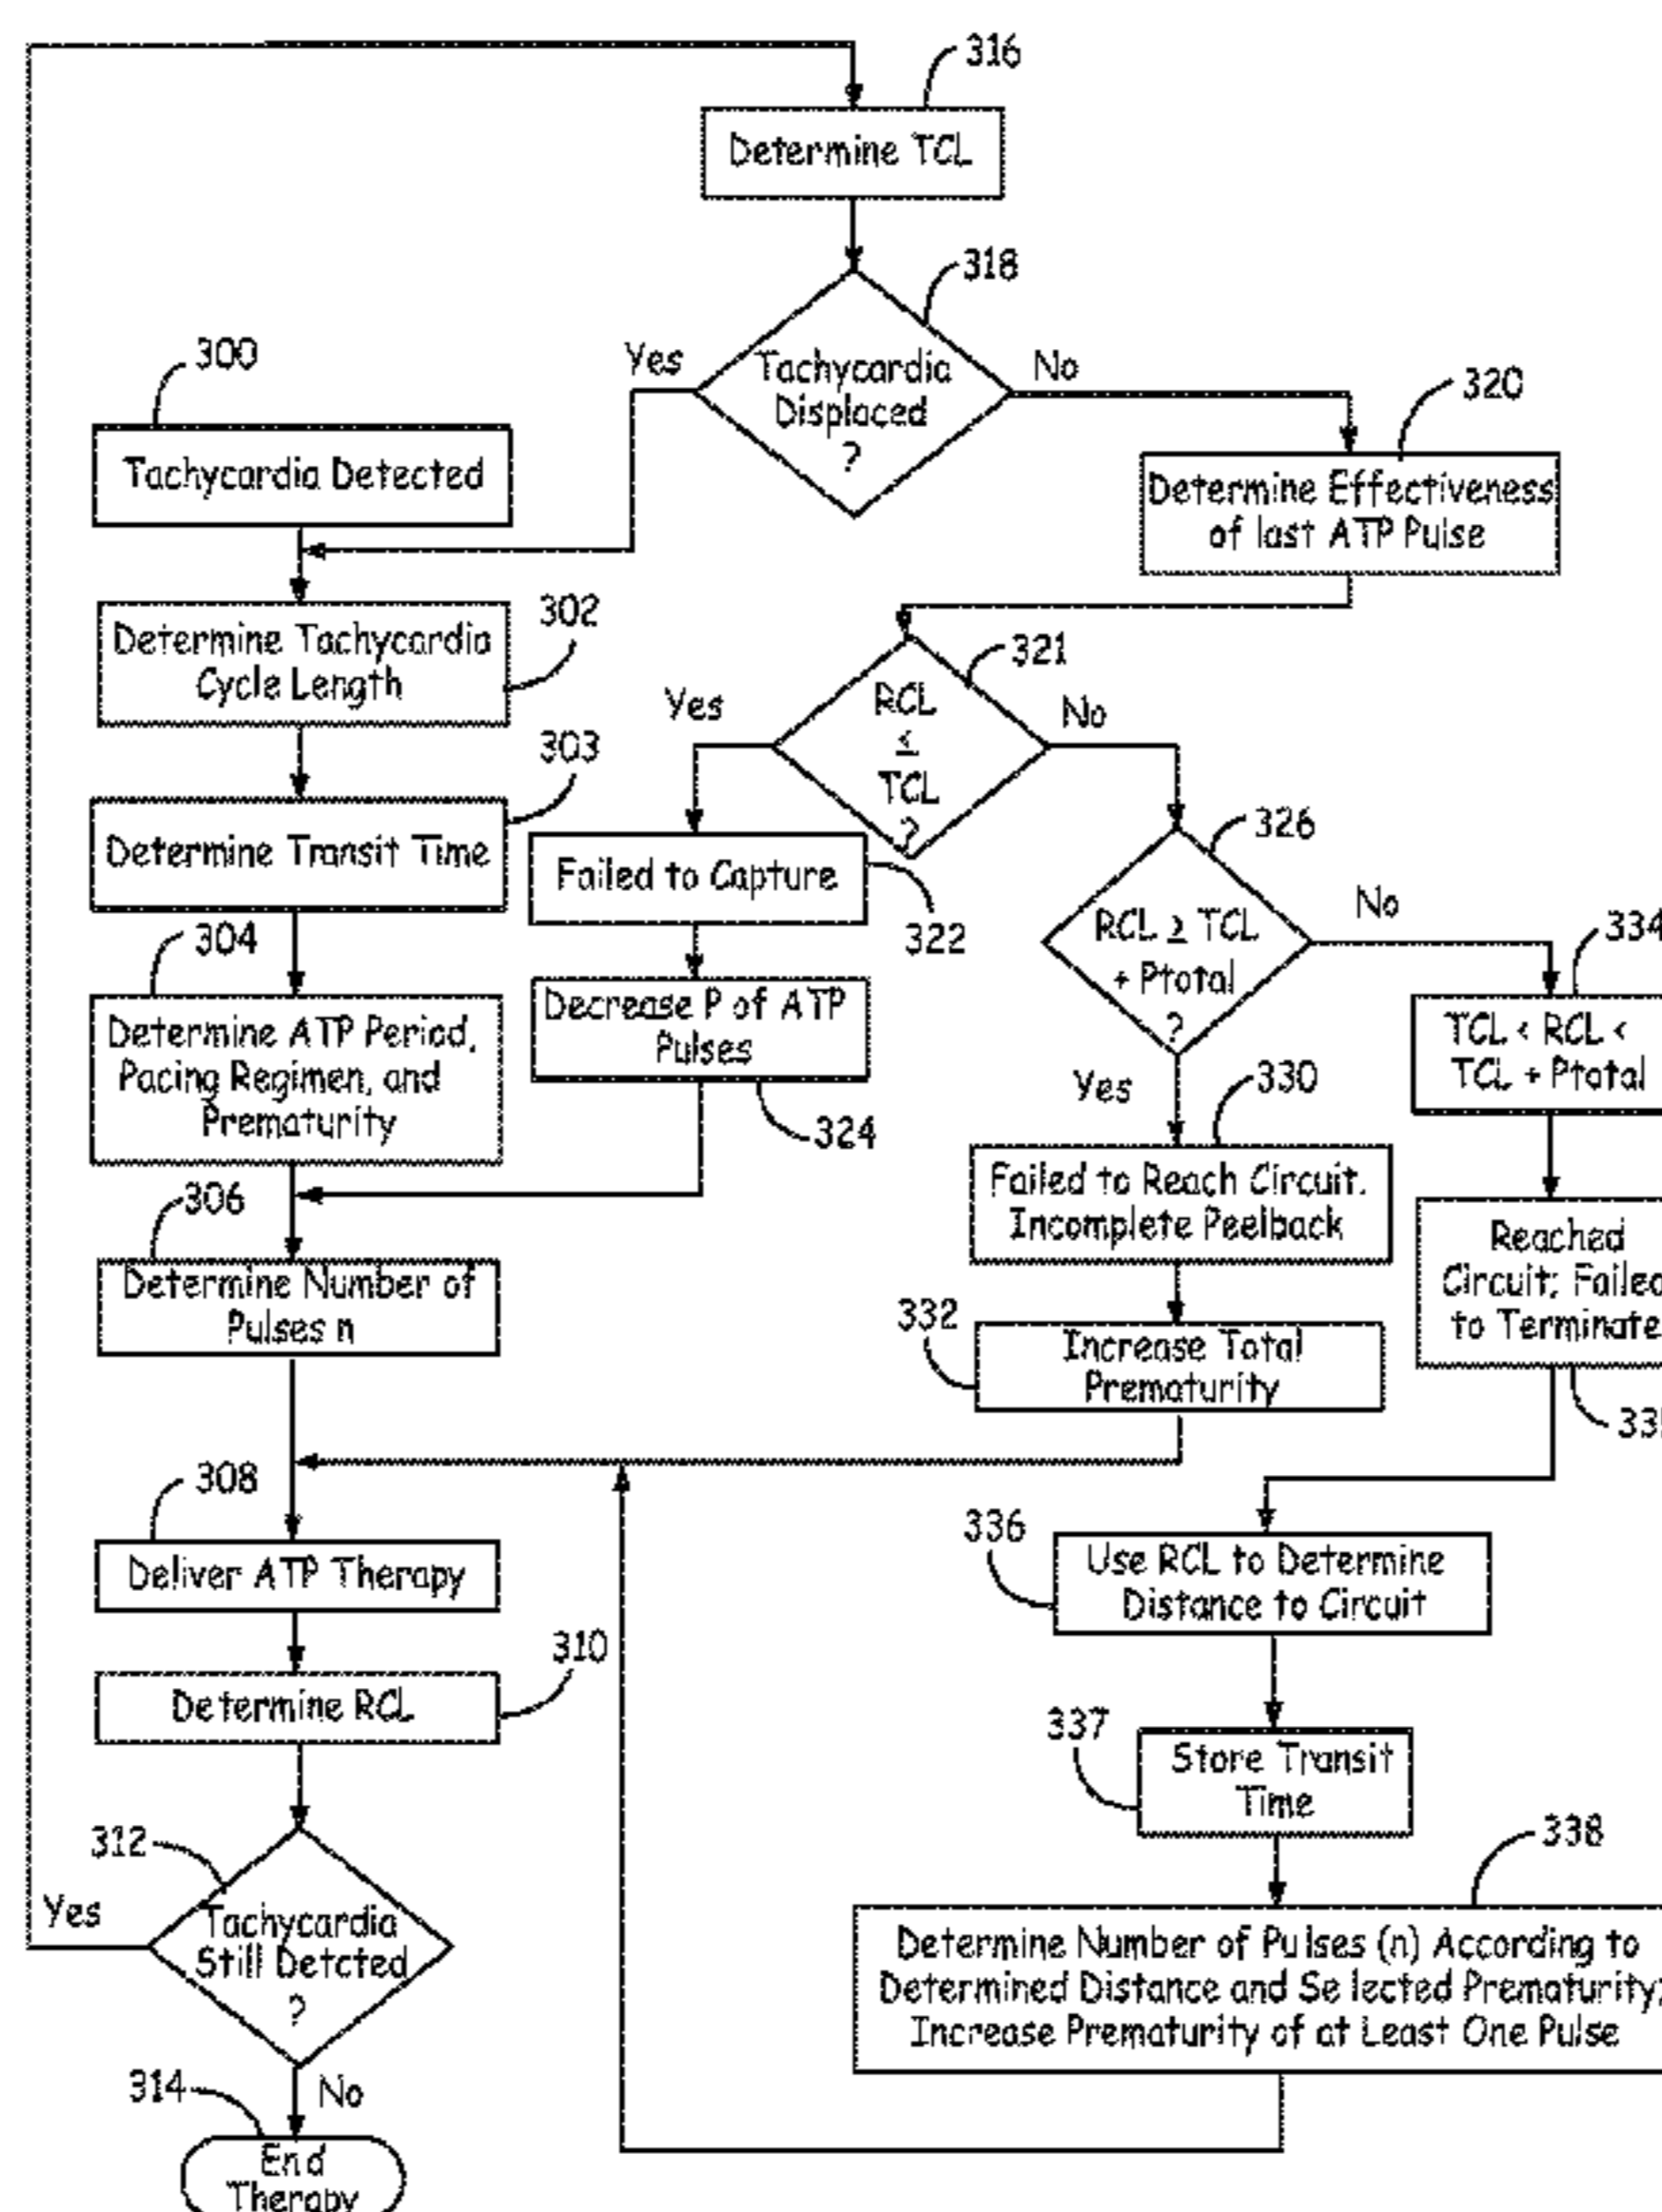 316
Determine TCL
318
Tachycardia
Displaced
?
Yes
No
300
Tachycardia Detected
320
Determine Effectiveness
of last ATP Pulse
302
Determine Tachycardia
Cycle Length
321
RCL
≤
TCL
?
Yes
No
303
Determine Transit Time
322
Failed to Capture
326
RCL ≥ TCL
+ Ptotal
?
No
Yes
334
TCL < RCL <
TCL + Ptotal
304
Determine ATP Period,
Pacing Regimen, and
Prematurity
Decrease P of ATP
Pulses
324
330
Failed to Reach Circuit.
Incomplete Peelback
306
Determine Number of
Pulses n
Reached
Circuit; Failed
to Terminate
332
Increase Total
Prematurity
308
Deliver ATP Therapy
336
Use RCL to Determine
Distance to Circuit
310
Determine RCL
337
Store Transit
Time
312
Tachycardia
Still Detcted
?
Yes
No
338
Determine Number of Pulses (n) According to
Determined Distance and Se lected Prematurity;
Increase Prematurity of at Least One Pulse
314
End
Therapy